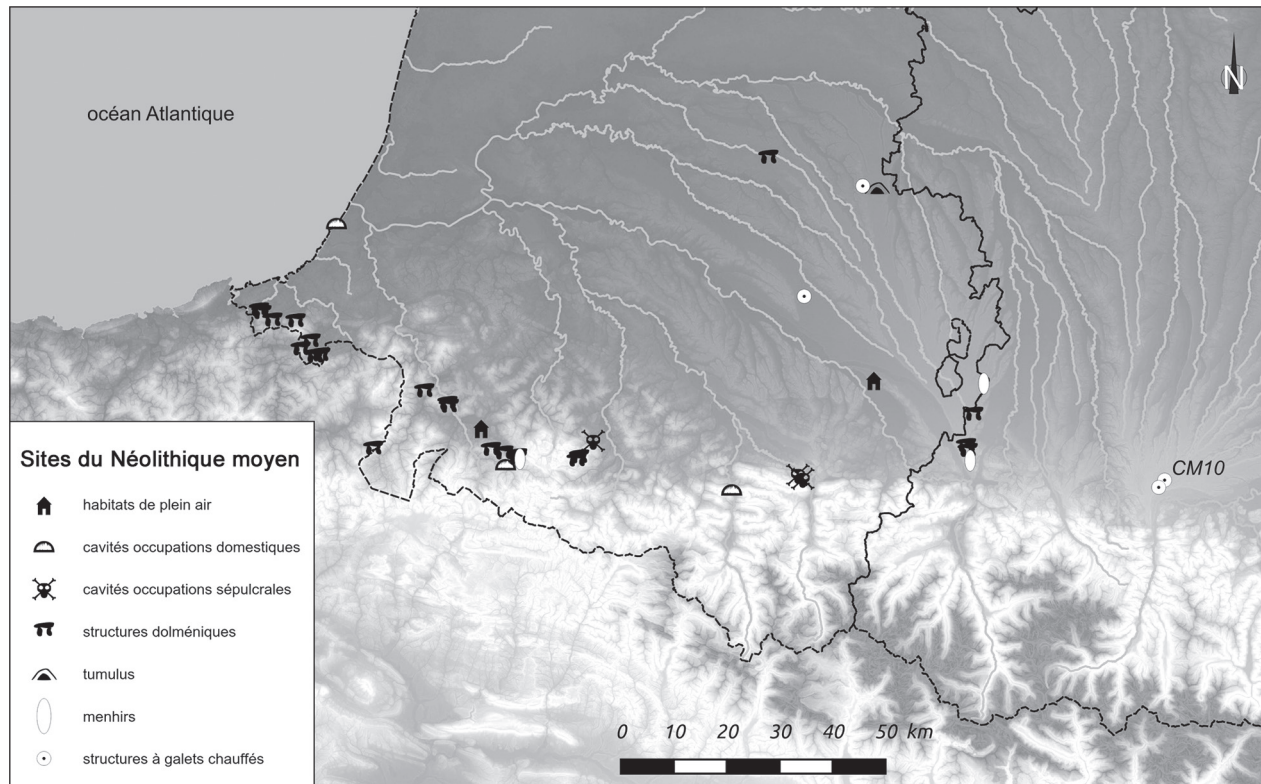 océan Atlantique
N
CM10
Sites du Néolithique moyen
habitats de plein air
cavités occupations domestiques
cavités occupations sépulcrales
structures dolméniques
tumulus
menhirs
structures à galets chauffés
0 10 20 30 40 50 km